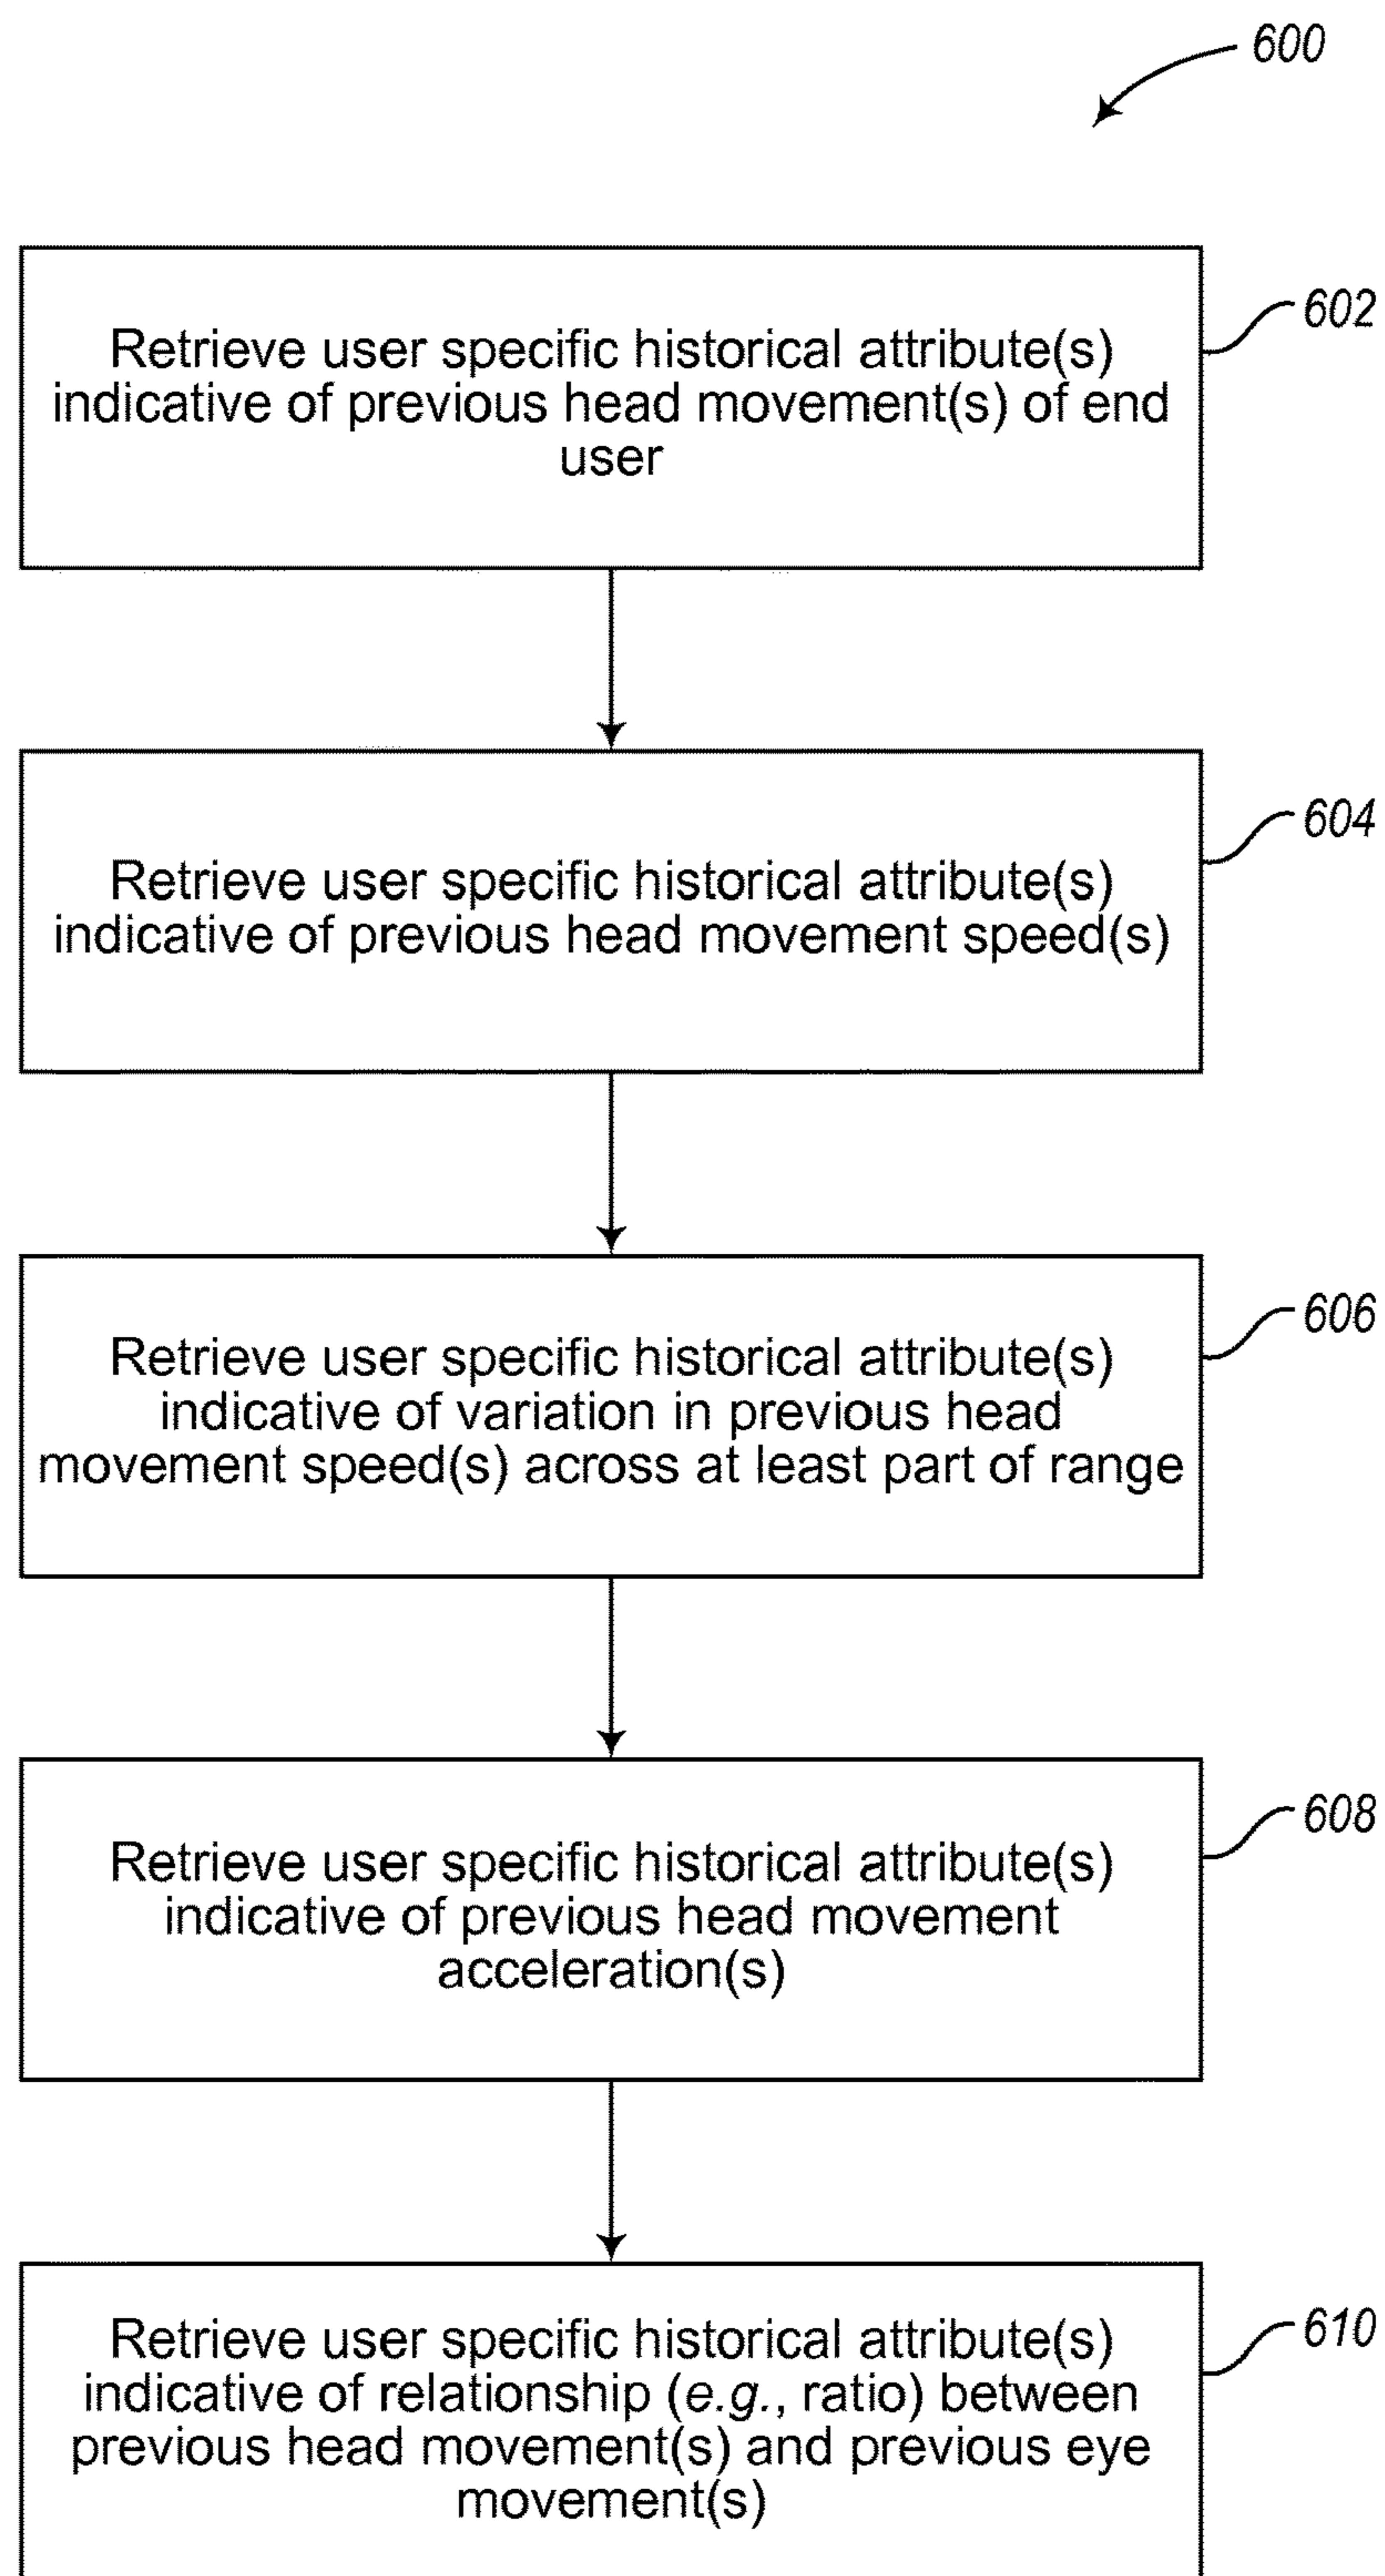 600
Retrieve user specific historical attribute(s)
indicative of previous head movement(s) of end
user
602
Retrieve user specific historical attribute(s)
indicative of previous head movement speed(s)
604
Retrieve user specific historical attribute(s)
indicative of variation in previous head
movement speed(s) across at least part of range
606
Retrieve user specific historical attribute(s)
indicative of previous head movement
acceleration(s)
608
Retrieve user specific historical attribute(s)
indicative of relationship (e.g., ratio) between
previous head movement(s) and previous eye
movement(s)
610